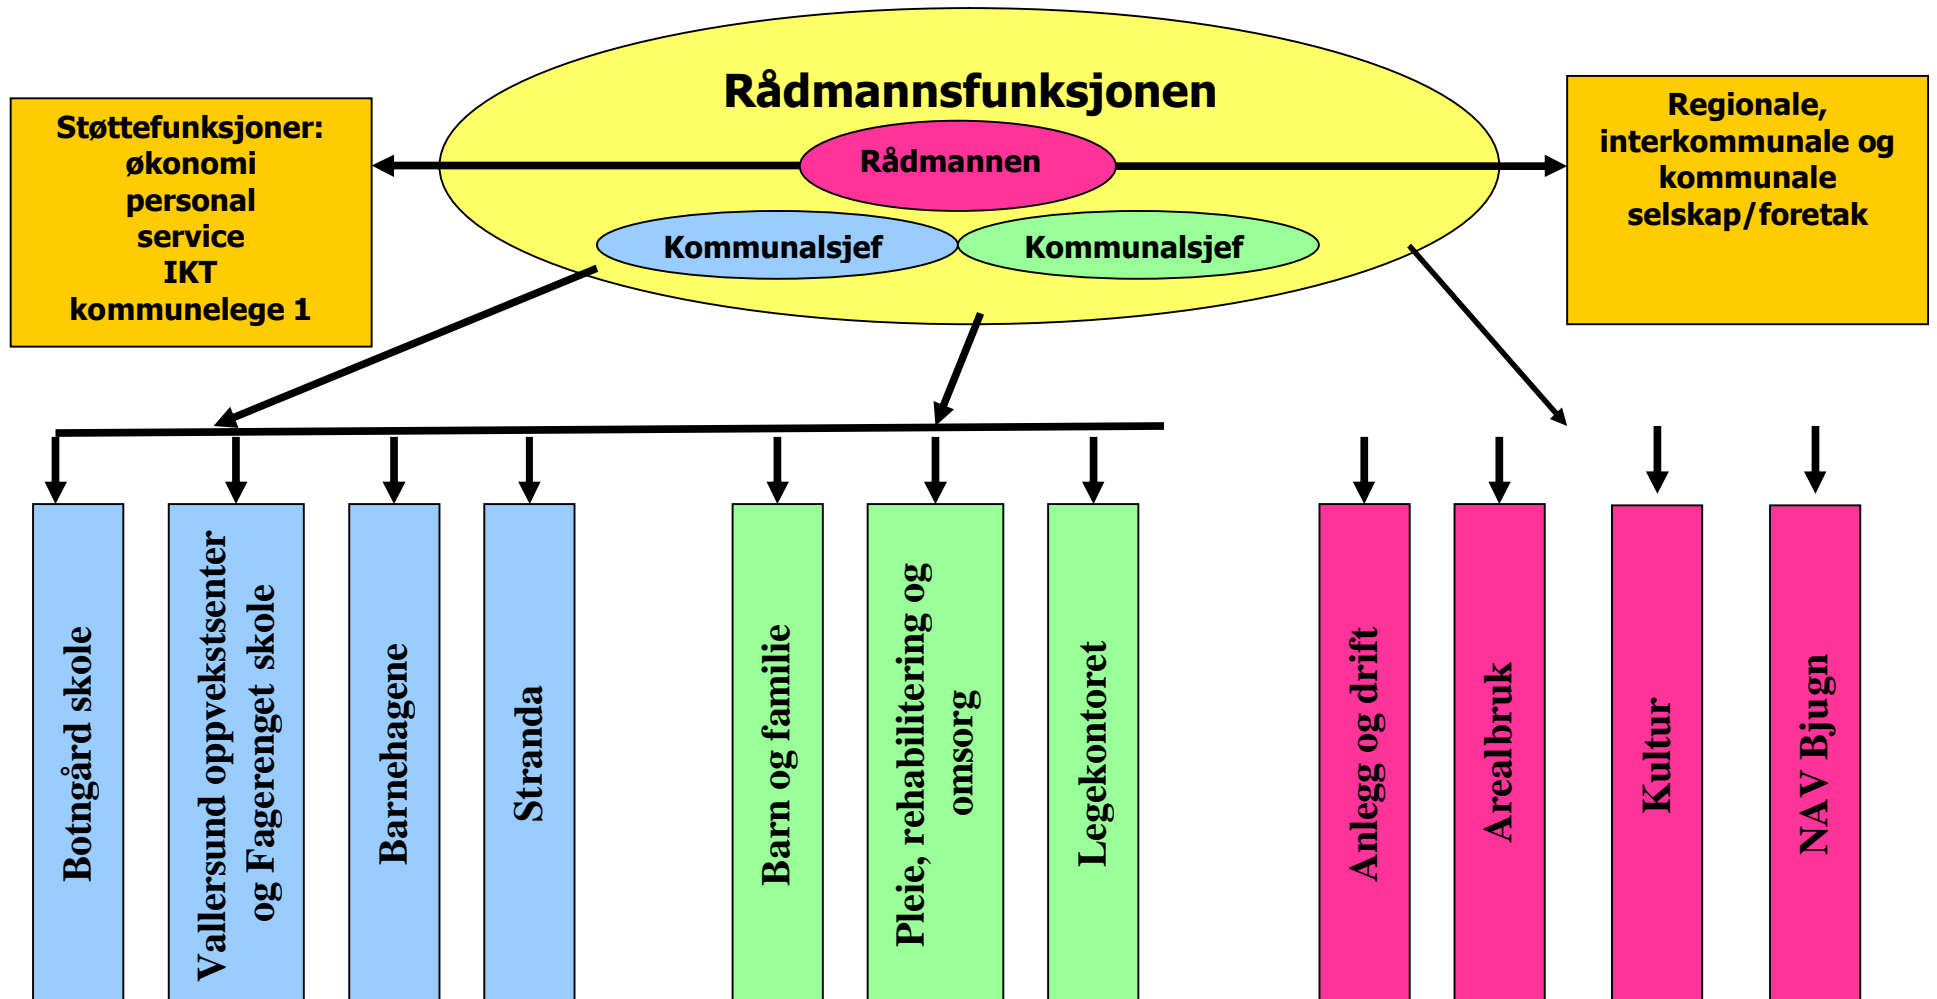 Rådmannsfunksjonen
Støttefunksjoner:
økonomi
personal
service
IKT
kommunelege 1
Rådmannen
Regionale,
interkommunale og
kommunale
selskap/foretak
Kommunalsjef
Kommunalsjef
Botngård skole
Vallersund oppvekstsenter
og Fagerenget skole
Barnehagene
Stranda
Barn og familie
Pleie, rehabilitering og
omsorg
Legekontoret
Anlegg og drift
Arealbruk
Kultur
NAV Bjugn